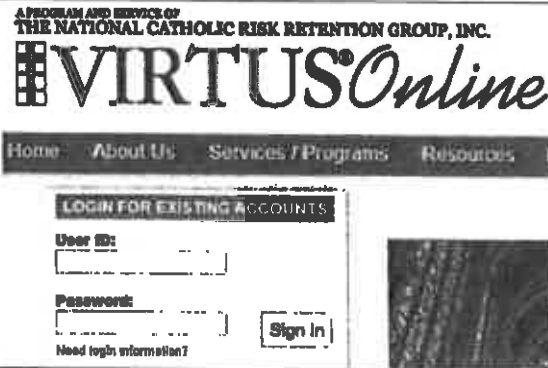 A PROGRAM AND SERVICE OF
THE NATIONAL CATHOLIC RISK RETENTION GROUP, INC.
VIRTUS® Online
Home About Us Services / Programs Resources
LOGIN FOR EXISTING ACCOUNTS
User ID:
Password:
Sign In
Need login information?